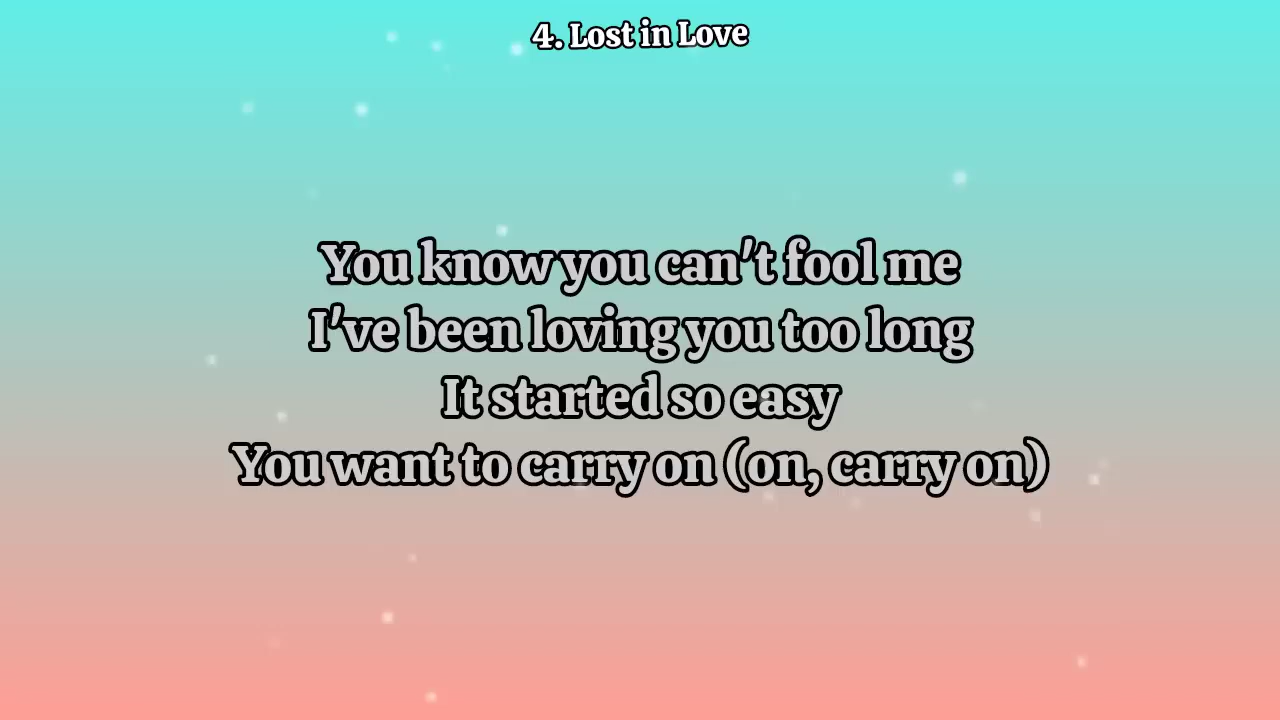 4. Lost in Love
You know you can't fool me
I've been loving you too long
It started so easy
You want to carry on (on, carry on)